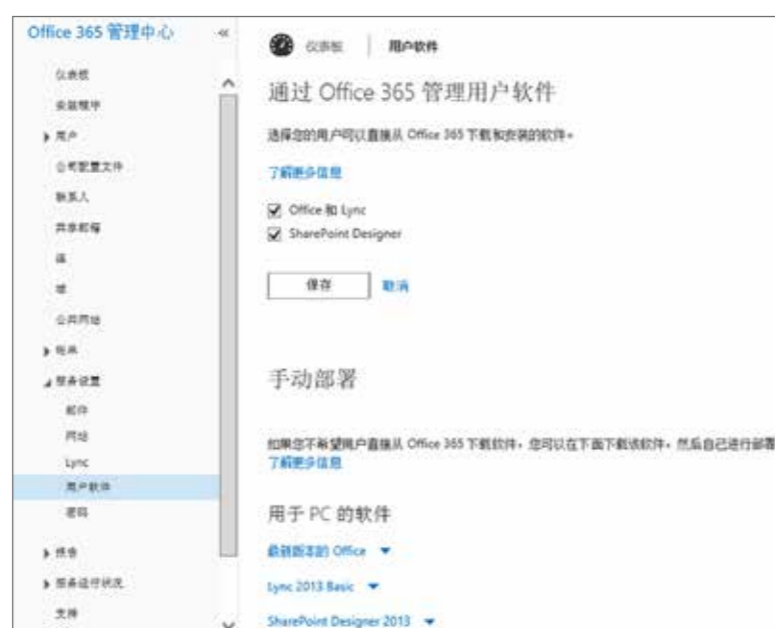 Office 365 管理中心
仪表板
安装程序
用户
公司配置文件
联系人
共享邮箱
组
域
公共网站
帐单
服务设置
邮件
网站
Lync
用户软件
密码
报告
服务运行状况
支持
仪表板 用户软件
通过 Office 365 管理用户软件
选择您的用户可以直接从 Office 365 下载和安装的软件。
了解更多信息
Office 和 Lync
SharePoint Designer
保存 取消
手动部署
如果您不希望用户直接从 Office 365 下载软件，您可以在下面下载该软件，然后自己进行部署
了解更多信息
用于 PC 的软件
最新版本的 Office
Lync 2013 Basic
SharePoint Designer 2013